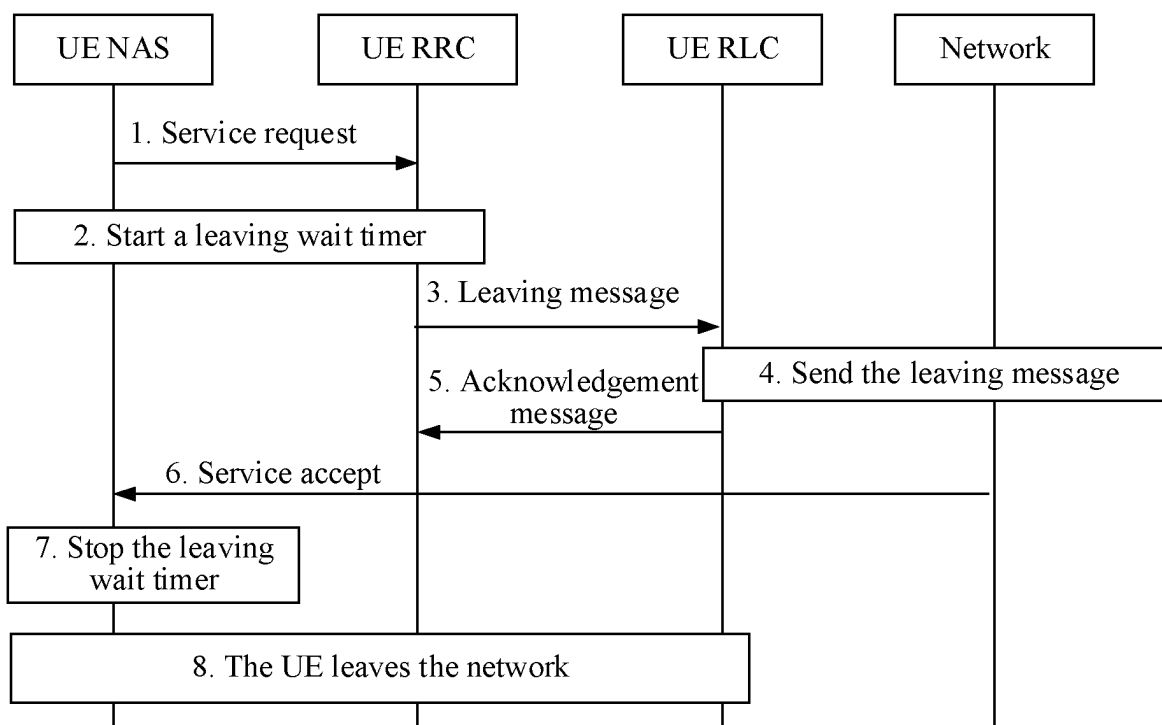 UE NAS
UE RRC
UE RLC
Network
1. Service request
2. Start a leaving wait timer
3. Leaving message
4. Send the leaving message
5. Acknowledgement
message
6. Service accept
7. Stop the leaving
wait timer
8. The UE leaves the network